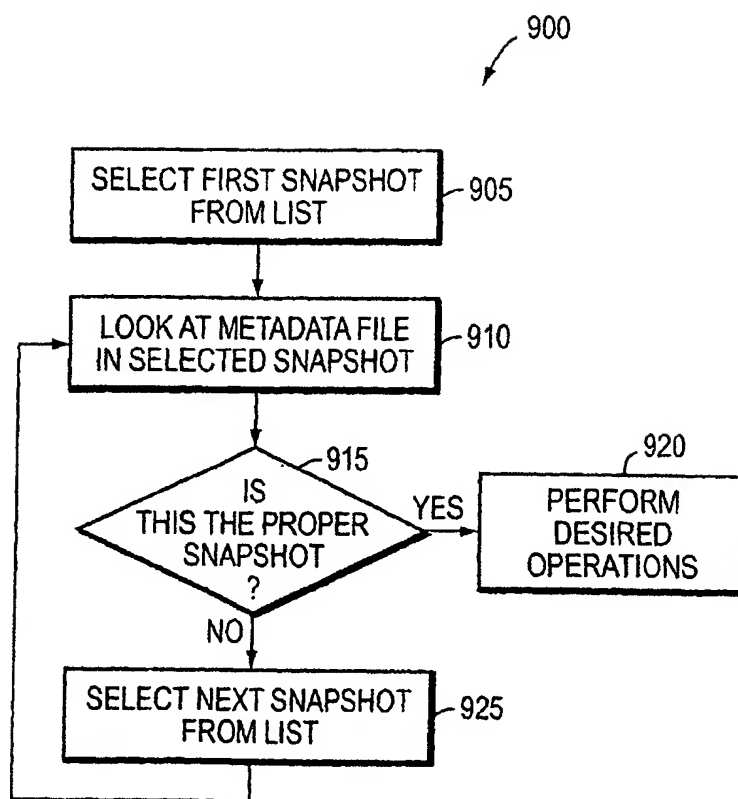 900
SELECT FIRST SNAPSHOT
FROM LIST
905
LOOK AT METADATA FILE
IN SELECTED SNAPSHOT
910
915
IS
THIS THE PROPER
SNAPSHOT
?
YES
920
PERFORM
DESIRED
OPERATIONS
NO
SELECT NEXT SNAPSHOT
FROM LIST
925